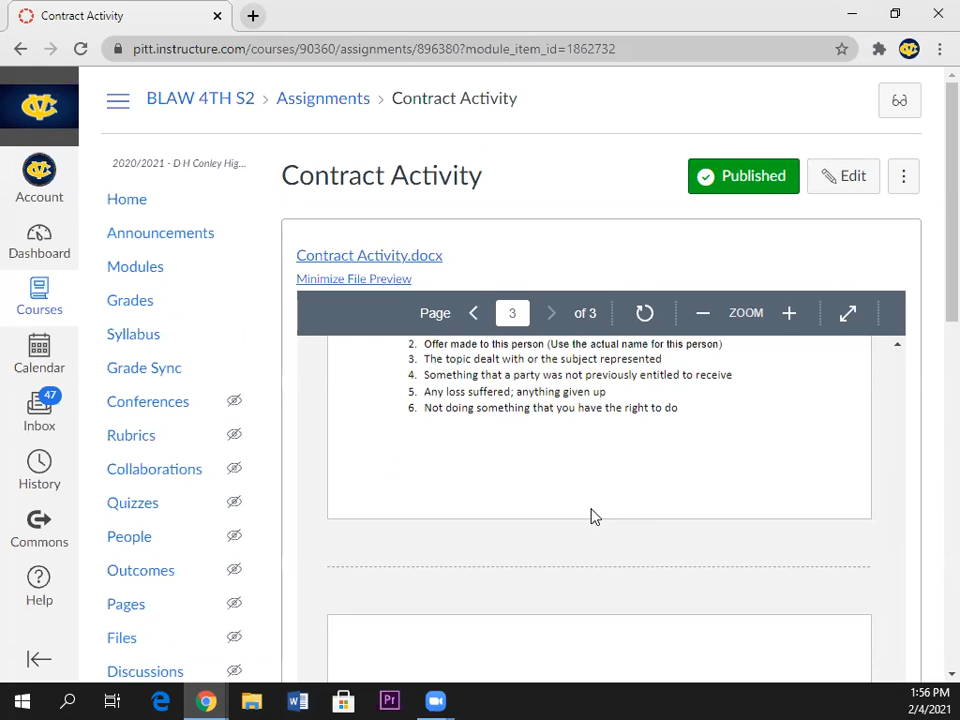 Contract Activity
pitt.instructure.com/courses/90360/assignments/896380?module_item_id=1862732
BLAW 4TH S2 > Assignments > Contract Activity
Account
Dashboard
Courses
Calendar
47
Inbox
History
Commons
Help
2020/2021 - D H Conley Hig...
Home
Announcements
Modules
Grades
Syllabus
Grade Sync
Conferences
Rubrics
Collaborations
Quizzes
People
Outcomes
Pages
Files
Discussions
Contract Activity
Published
Edit
Contract Activity.docx
Minimize File Preview
Page 3 of 3 ZOOM
2. Offer made to this person (Use the actual name for this person)
3. The topic dealt with or the subject represented
4. Something that a party was not previously entitled to receive
5. Any loss suffered; anything given up
6. Not doing something that you have the right to do
1:56 PM
2/4/2021